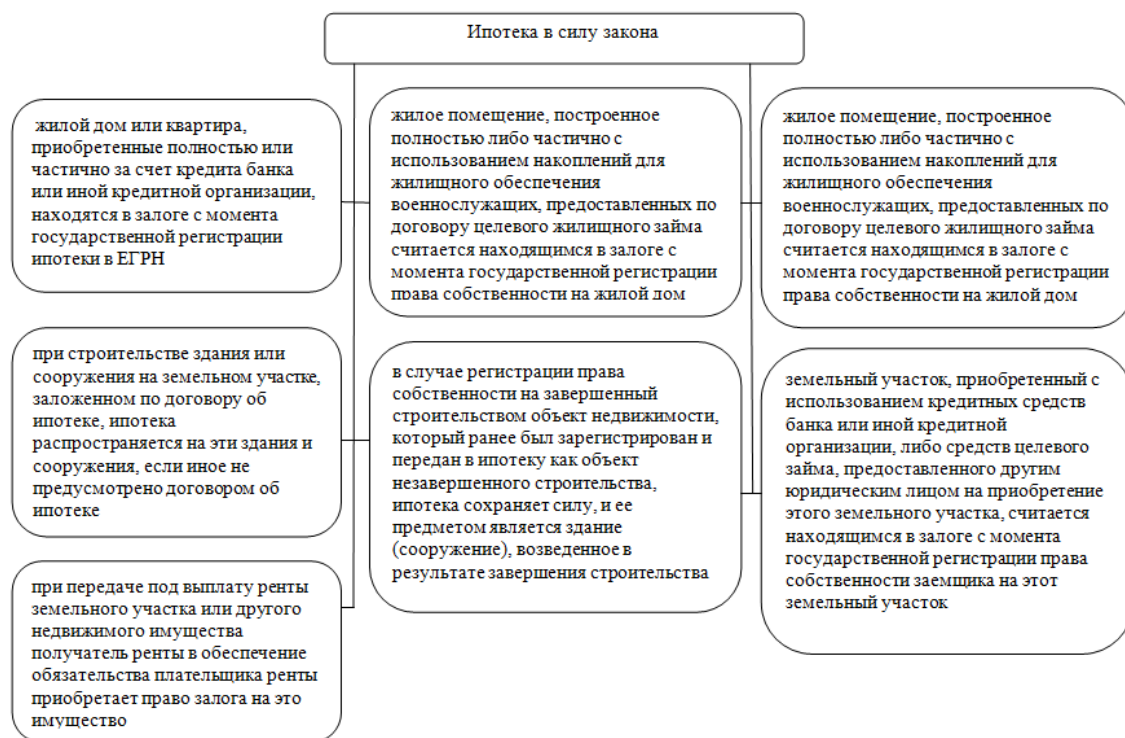 Ипотека в силу закона
жилой дом или квартира,
приобретенные полностью или
частично за счет кредита банка
или иной кредитной организации,
находятся в залоге с момента
государственной регистрации
ипотеки в ЕГРН
жилое помещение, построенное
полностью либо частично с
использованием накоплений для
жилищного обеспечения
военнослужащих, предоставленных по
договору целевого жилищного займа
считается находящимся в залоге с
момента государственной регистрации
права собственности на жилой дом
жилое помещение, построенное
полностью либо частично с
использованием накоплений для
жилищного обеспечения
военнослужащих, предоставленных по
договору целевого жилищного займа
считается находящимся в залоге с
момента государственной регистрации
права собственности на жилой дом
при строительстве здания или
сооружения на земельном участке,
заложенном по договору об
ипотеке, ипотека
распространяется на эти здания и
сооружения, если иное не
предусмотрено договором об
ипотеке
в случае регистрации права
собственности на завершенный
строительством объект недвижимости,
который ранее был зарегистрирован и
передан в ипотеку как объект
незавершенного строительства,
ипотека сохраняет силу, и ее
предметом является здание
(сооружение), возведенное в
результате завершения строительства
земельный участок, приобретенный с
использованием кредитных средств
банка или иной кредитной
организации, либо средств целевого
займа, предоставленного другим
юридическим лицом на приобретение
этого земельного участка, считается
находящимся в залоге с момента
государственной регистрации права
собственности заемщика на этот
земельный участок
при передаче под выплату ренты
земельного участка или другого
недвижимого имущества
получатель ренты в обеспечение
обязательства плательщика ренты
приобретает право залога на это
имущество